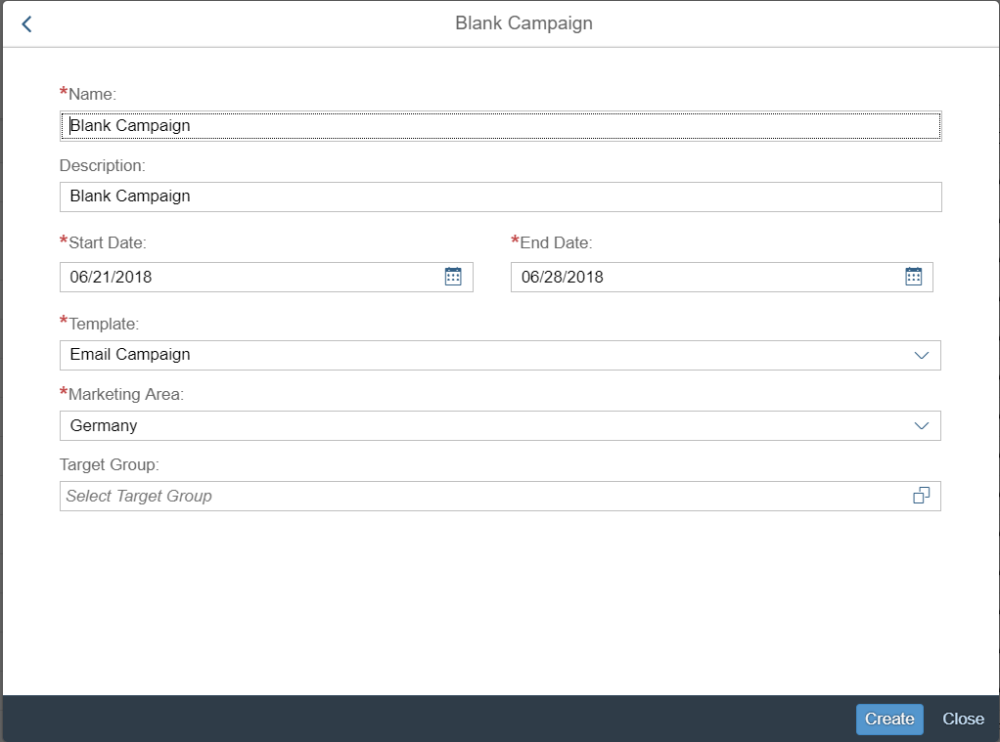 Blank Campaign
*Name:
Blank Campaign
Description:
Blank Campaign
*Start Date: *End Date:
06/21/2018 06/28/2018
*Template:
Email Campaign
*Marketing Area:
Germany
Target Group:
Select Target Group
Create Close